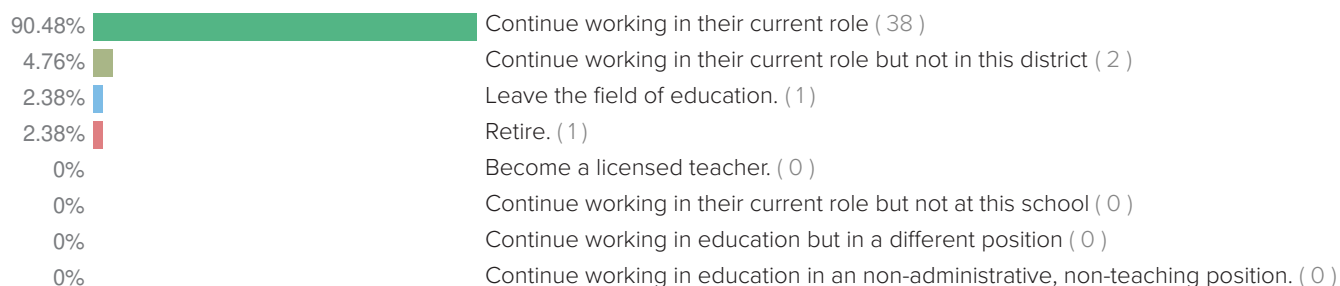 90.48% Continue working in their current role ( 38 )
4.76% Continue working in their current role but not in this district ( 2 )
2.38% Leave the field of education. ( 1 )
2.38% Retire. ( 1 )
0% Become a licensed teacher. ( 0 )
0% Continue working in their current role but not at this school ( 0 )
0% Continue working in education but in a different position ( 0 )
0% Continue working in education in an non-administrative, non-teaching position. ( 0 )